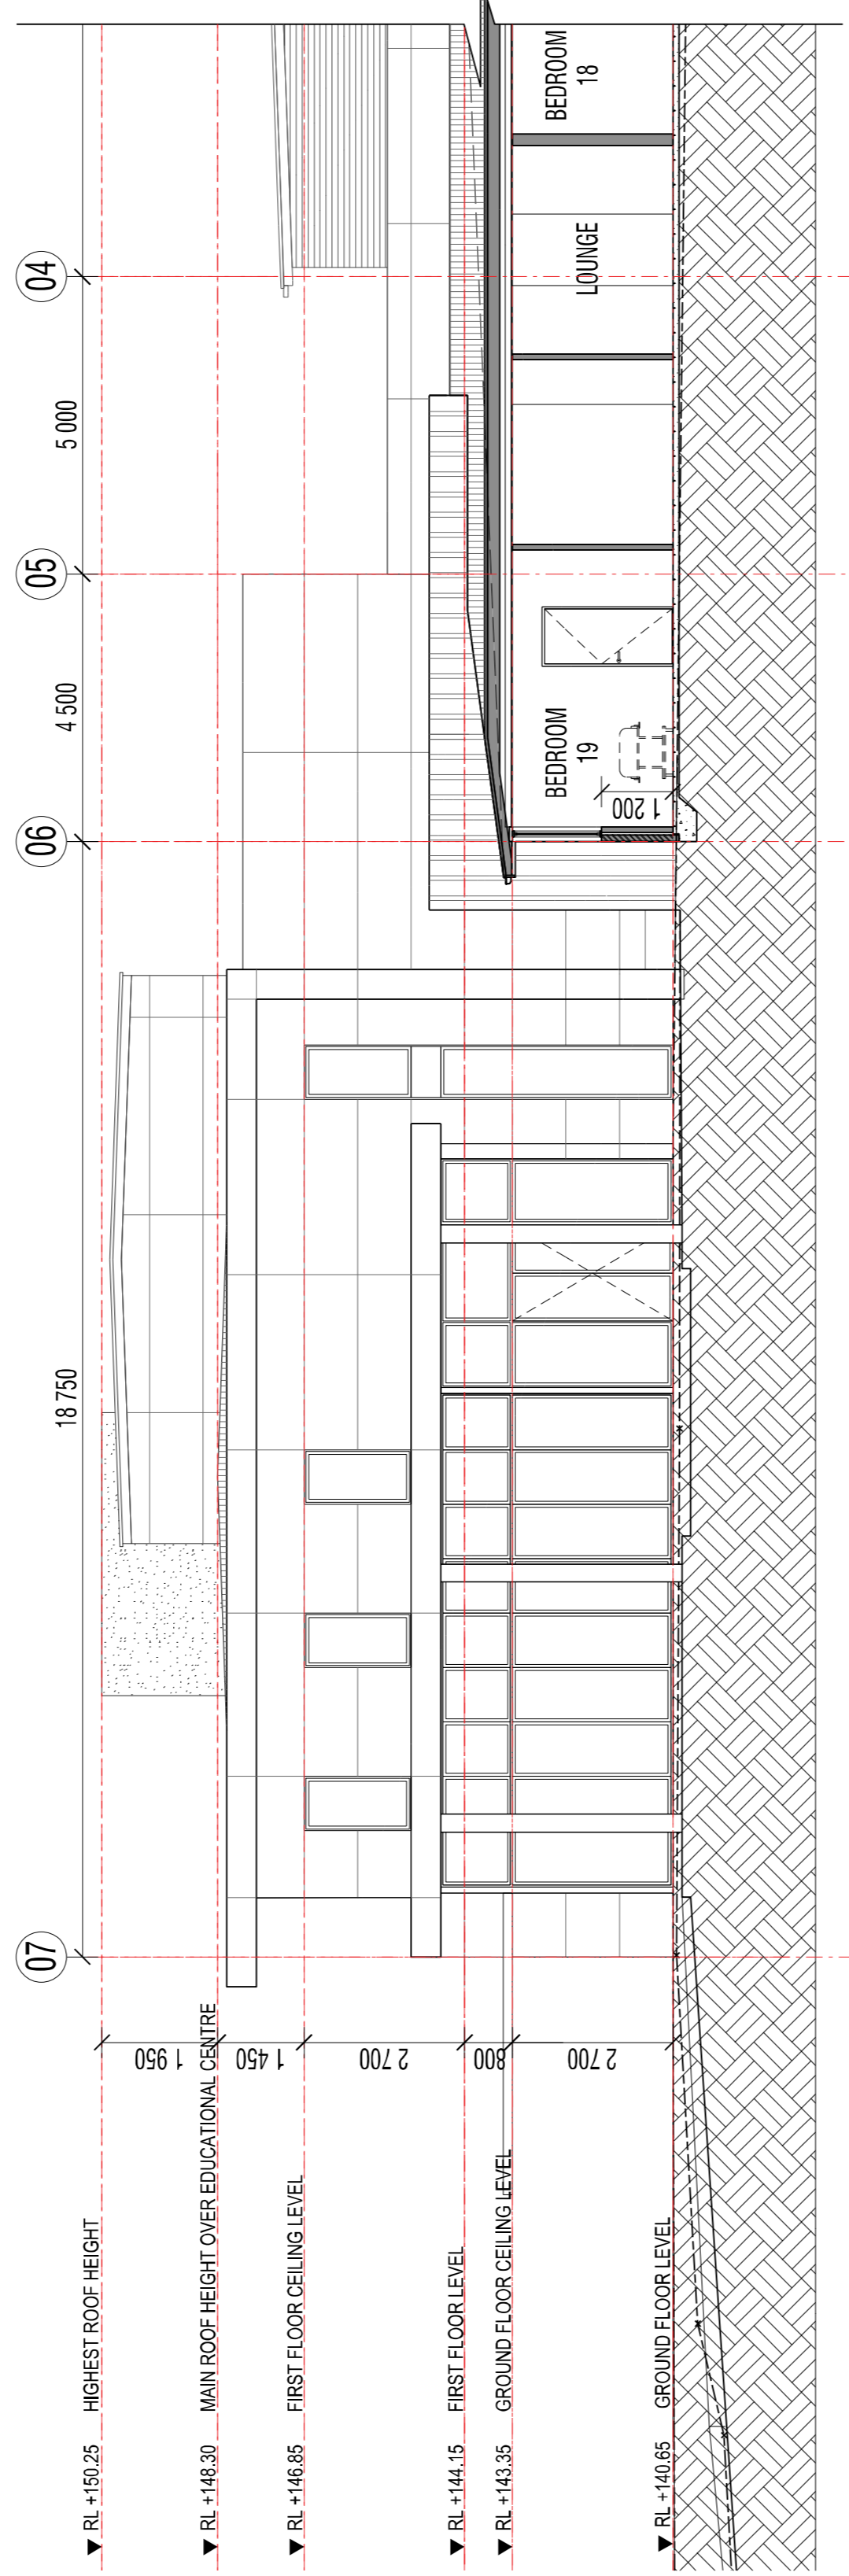 07
06
05
04
18 750
4 500
5 000
RL +150.25 HIGHEST ROOF HEIGHT
1 950
RL +148.30 MAIN ROOF HEIGHT OVER EDUCATIONAL CENTRE
1 450
RL +146.85 FIRST FLOOR CEILING LEVEL
2 700
RL +144.15 FIRST FLOOR LEVEL
800
RL +143.35 GROUND FLOOR CEILING LEVEL
2 700
RL +140.65 GROUND FLOOR LEVEL
BEDROOM
19
1 200
LOUNGE
BEDROOM
18